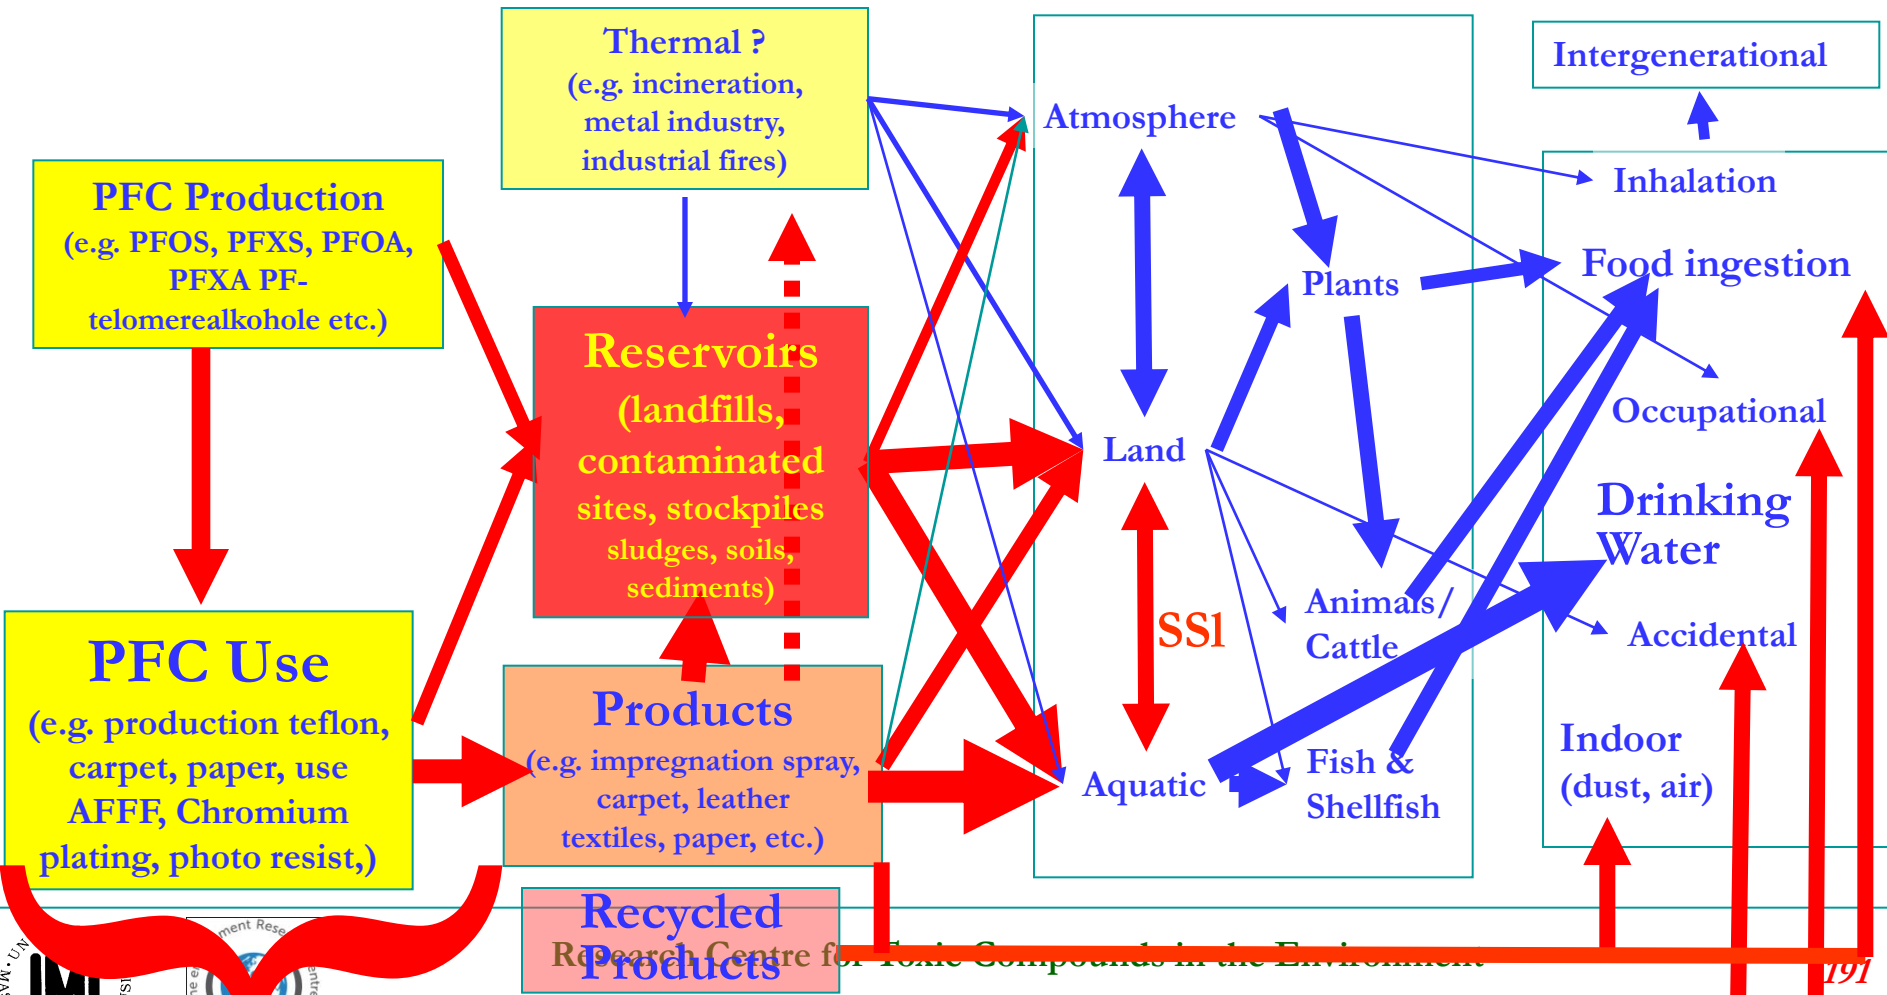 Thermal ?
(e.g. incineration,
metal industry,
industrial fires)
PFC Production
(e.g. PFOS, PFXS, PFOA,
PFXA PF-
telomerealkohole etc.)
Reservoirs
(landfills,
contaminated
sites, stockpiles
sludges, soils,
sediments)
PFC Use
(e.g. production teflon,
carpet, paper, use
AFFF, Chromium
plating, photo resist,)
Products
(e.g. impregnation spray,
carpet, leather
textiles, paper, etc.)
Recycled
Products
Atmosphere
Plants
Land
SSl
Animals/
Cattle
Aquatic
Fish &
Shellfish
Intergenerational
Inhalation
Food ingestion
Occupational
Drinking
Water
Accidental
Indoor
(dust, air)
Research Centre for Toxic Compounds in the Environment
191